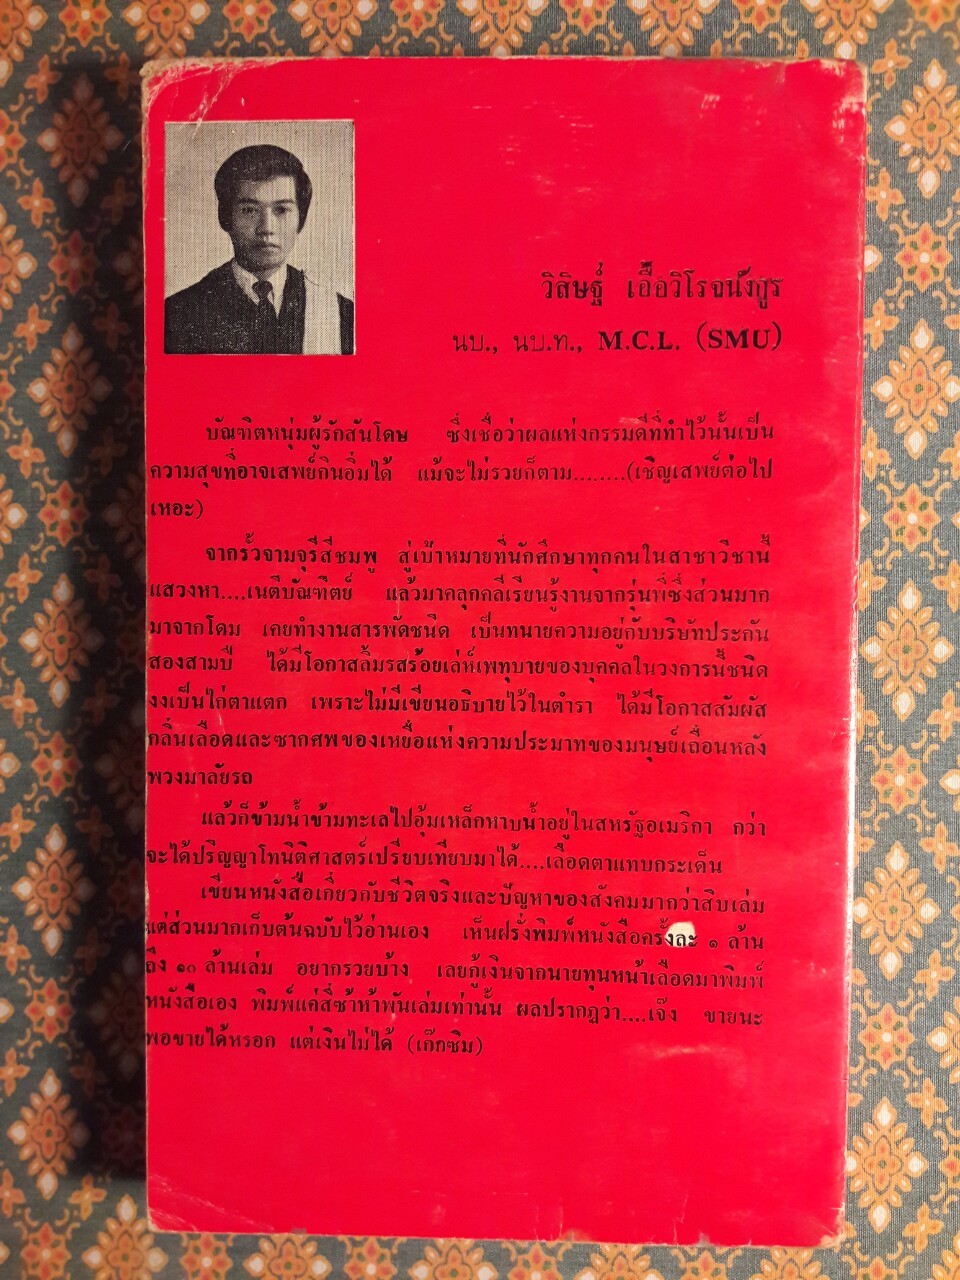 วิสิษฐ์ เอื้อวิโรจนังกูร
นบ., นบ.ท., M.C.L. (SMU)
บัณฑิตหนุ่มผู้รักสันโดษ ซึ่งเชื่อว่าผลแห่งกรรมดีที่ทำไว้นั้นเป็น
ความสุขที่อาจเสพย์กินอิ่มได้ แม้จะไม่รวยก็ตาม........(เชิญเสพย์ต่อไป
เหอะ)
จากรั้วจามจุรีสีชมพู สู่เป้าหมายที่นักศึกษาทุกคนในสาขาวิชานี้
แสวงหา....เนติบัณฑิตย์ แล้วมาคลุกคลีเรียนรู้งานจากรุ่นพี่ซึ่งส่วนมาก
มาจากโดม เคยทำงานสารพัดชนิด เป็นทนายความอยู่กับบริษัทประกัน
สองสามปี ได้มีโอกาสลิ้มรสร้อยเล่ห์เพทุบายของบุคคลในวงการนี้ชนิด
งงเป็นไก่ตาแตก เพราะไม่มีเขียนอธิบายไว้ในตำรา ได้มีโอกาสสัมผัส
กลิ่นเลือดและซากศพของเหยื่อแห่งความประมาทของมนุษย์เถื่อนหลัง
พวงมาลัยรถ
แล้วก็ข้ามน้ำข้ามทะเลไปอุ้มเหล็กหาบน้ำอยู่ในสหรัฐอเมริกา กว่า
จะได้ปริญญาโทนิติศาสตร์เปรียบเทียบมาได้....เลือดตาแทบกระเด็น
เขียนหนังสือเกี่ยวกับชีวิตจริงและปัญหาของสังคมมากว่าสิบเล่ม
แต่ส่วนมากเก็บต้นฉบับไว้อ่านเอง เห็นฝรั่งพิมพ์หนังสือครั้งละ ๑ ล้าน
ถึง ๑๐ ล้านเล่ม อยากรวยบ้าง เลยกู้เงินจากนายทุนหน้าเลือดมาพิมพ์
หนังสือเอง พิมพ์แค่สี่ซ้าห้าพันเล่มเท่านั้น ผลปรากฏว่า....เจ๊ง ขายนะ
พอขายได้หรอก แต่เงินไม่ได้ (เก๊กซิม)